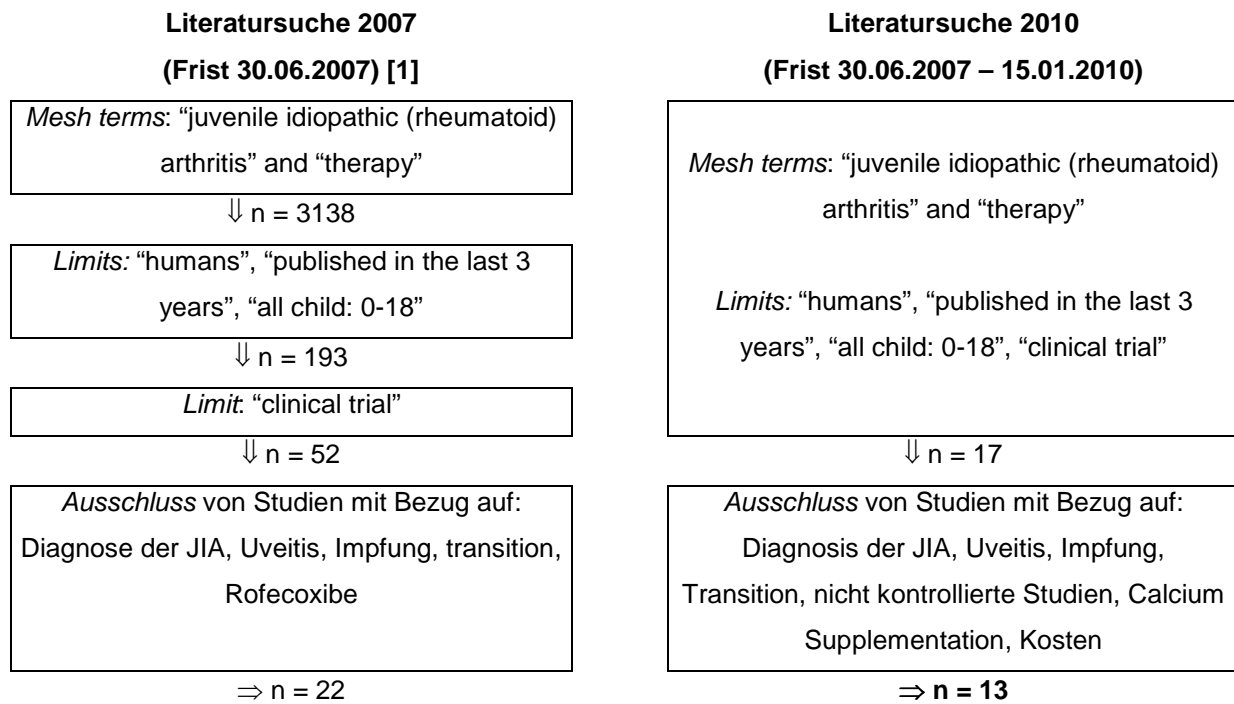 Literatursuche 2007
(Frist 30.06.2007) [1]
Mesh terms: “juvenile idiopathic (rheumatoid)
arthritis” and “therapy”
⇓ n = 3138
Limits: “humans”, “published in the last 3
years”, “all child: 0-18”
⇓ n = 193
Limit: “clinical trial”
⇓ n = 52
Ausschluss von Studien mit Bezug auf:
Diagnose der JIA, Uveitis, Impfung, transition,
Rofecoxibe
⇒ n = 22
Literatursuche 2010
(Frist 30.06.2007 – 15.01.2010)
Mesh terms: “juvenile idiopathic (rheumatoid)
arthritis” and “therapy”
Limits: “humans”, “published in the last 3
years”, “all child: 0-18”, “clinical trial”
⇓ n = 17
Ausschluss von Studien mit Bezug auf:
Diagnosis der JIA, Uveitis, Impfung,
Transition, nicht kontrollierte Studien, Calcium
Supplementation, Kosten
⇒ n = 13